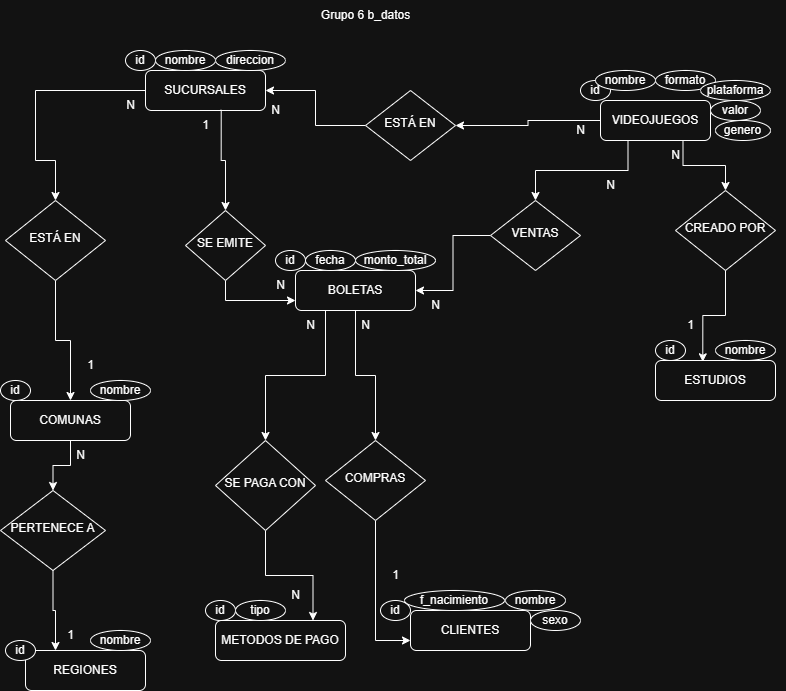 Grupo 6 b_datos
id
nombre
direccion
SUCURSALES
nombre
formato
id
plataforma
valor
genero
VIDEOJUEGOS
N
1
N
ESTÁ EN
N
N
N
ESTÁ EN
SE EMITE
VENTAS
CREADO POR
id
fecha
monto_total
BOLETAS
N
N
N
N
1
id
nombre
ESTUDIOS
1
id
nombre
COMUNAS
N
SE PAGA CON
COMPRAS
PERTENECE A
N
1
id
tipo
METODOS DE PAGO
f_nacimiento
nombre
id
sexo
CLIENTES
1
id
nombre
REGIONES